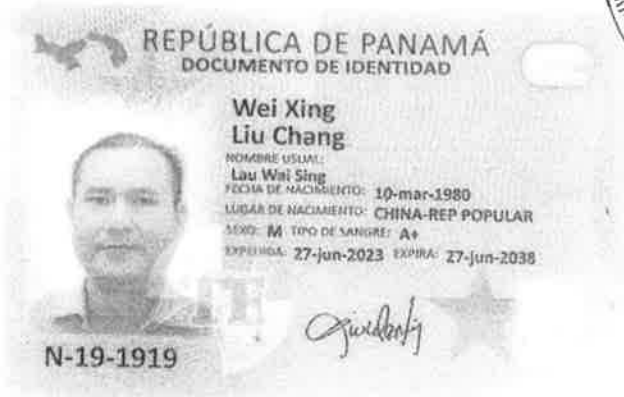 REPÚBLICA DE PANAMÁ
DOCUMENTO DE IDENTIDAD
Wei Xing
Liu Chang
NOMBRE USUAL:
Lau Wai Sing
FECHA DE NACIMIENTO: 10-mar-1980
LUGAR DE NACIMIENTO: CHINA-REP POPULAR
SEXO: M TIPO DE SANGRE: A+
EXPEDIDA: 27-jun-2023 EXPIRA: 27-jun-2038
TE
N-19-1919